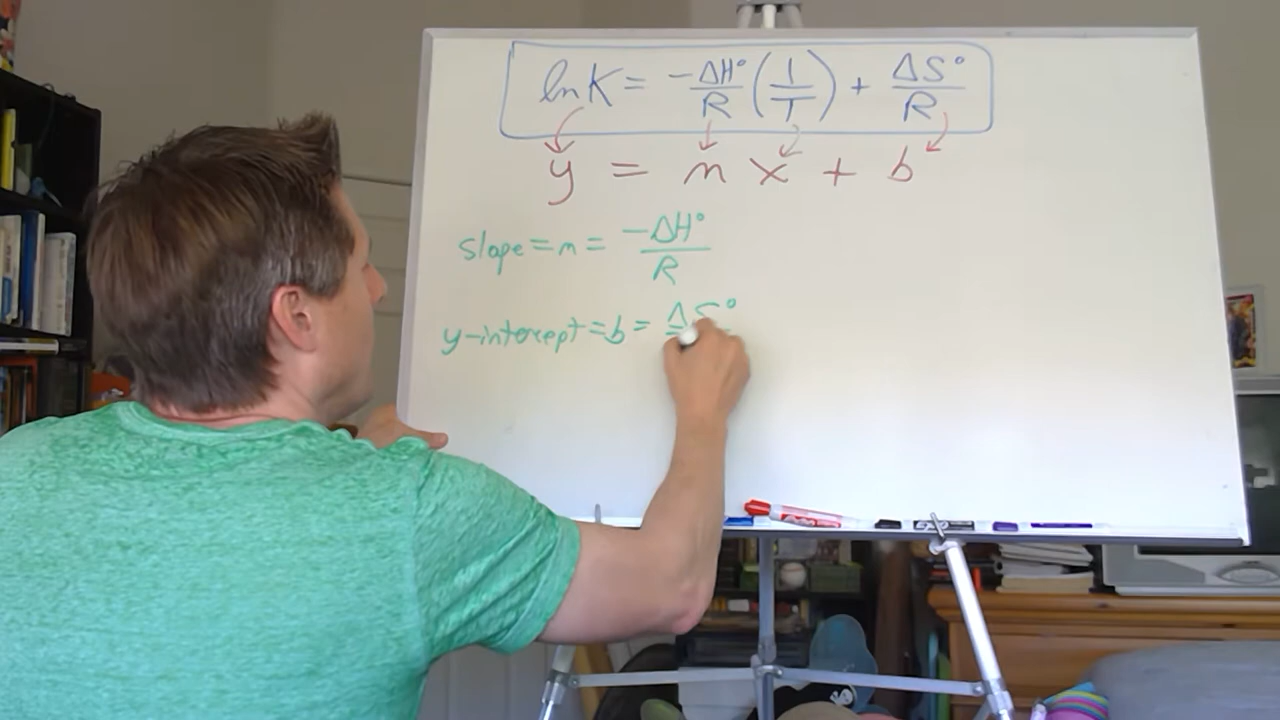 ln K = -ΔH°/R (1/T) + ΔS°/R
y = m x + b
slope = m = -ΔH°/R
y-intercept = b = ΔS°